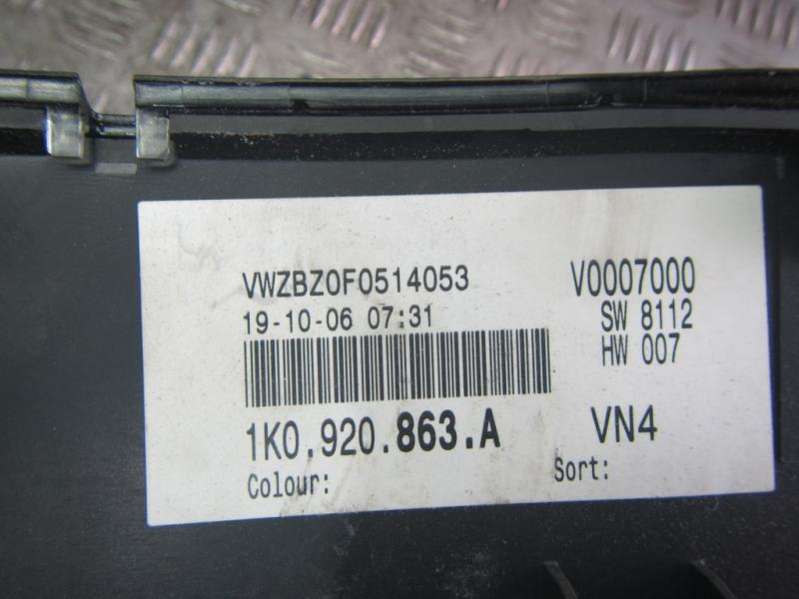 VWZBZ0F0514053 V0007000
19-10-06 07:31 SW 8112
HW 007
1K0.920.863.A VN4
Colour: Sort: